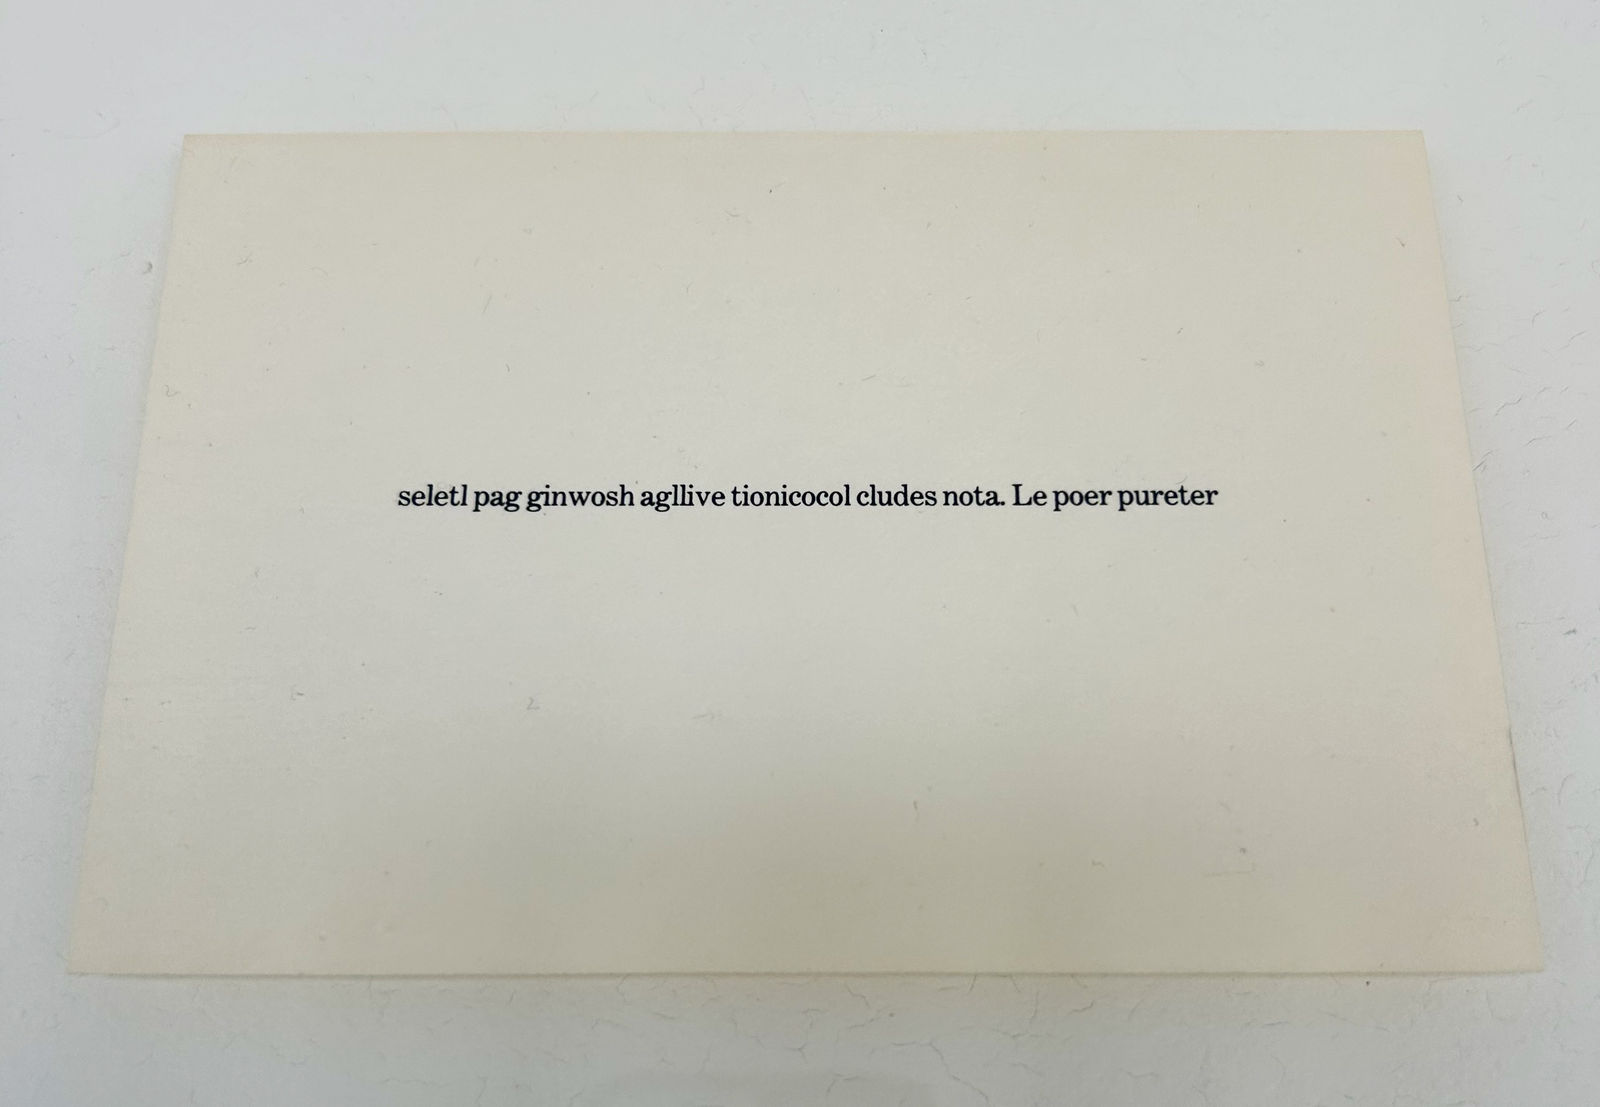 seletl pag ginwosh agllive tionicocol cludes nota. Le poer pureter